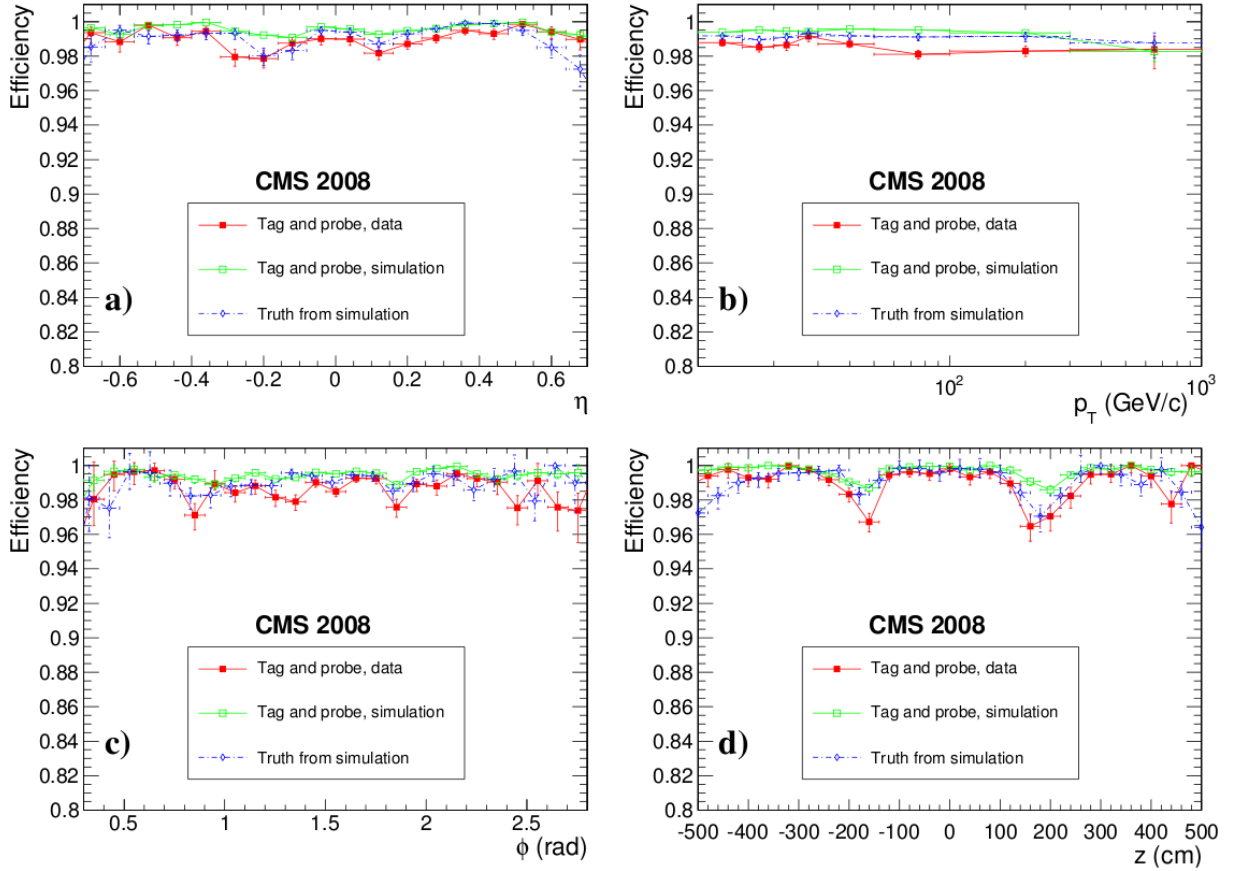 Efficiency
1
0.98
0.96
0.94
0.92
0.9
0.88
0.86
0.84
0.82
0.8
CMS 2008
Tag and probe, data
Tag and probe, simulation
Truth from simulation
a)
-0.6 -0.4 -0.2 0 0.2 0.4 0.6
η
Efficiency
1
0.98
0.96
0.94
0.92
0.9
0.88
0.86
0.84
0.82
0.8
CMS 2008
Tag and probe, data
Tag and probe, simulation
Truth from simulation
b)
10² 10³
p_T (GeV/c)
Efficiency
1
0.98
0.96
0.94
0.92
0.9
0.88
0.86
0.84
0.82
0.8
CMS 2008
Tag and probe, data
Tag and probe, simulation
Truth from simulation
c)
0.5 1 1.5 2 2.5
ϕ (rad)
Efficiency
1
0.98
0.96
0.94
0.92
0.9
0.88
0.86
0.84
0.82
0.8
CMS 2008
Tag and probe, data
Tag and probe, simulation
Truth from simulation
d)
-500 -400 -300 -200 -100 0 100 200 300 400 500
z (cm)